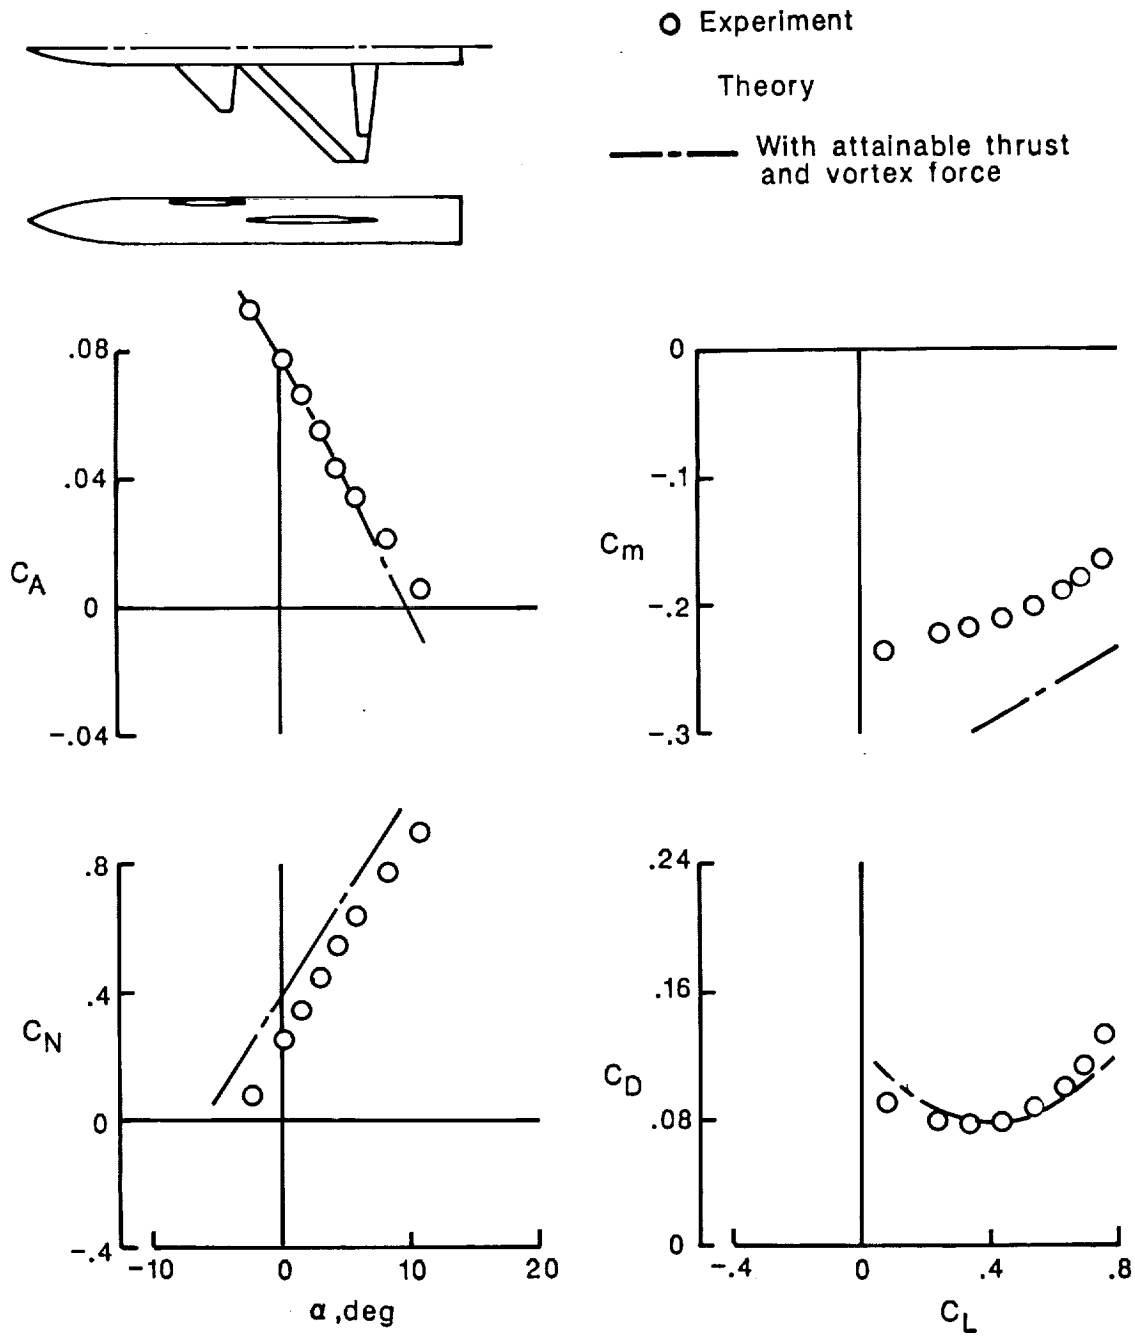 Experiment
Theory
With attainable thrust
and vortex force
.08
.04
0
-.04
C_A
0
-.1
-.2
-.3
C_m
.8
.4
0
-.4
C_N
-10
0
10
20
α,deg
.24
.16
.08
0
C_D
-.4
0
.4
.8
C_L